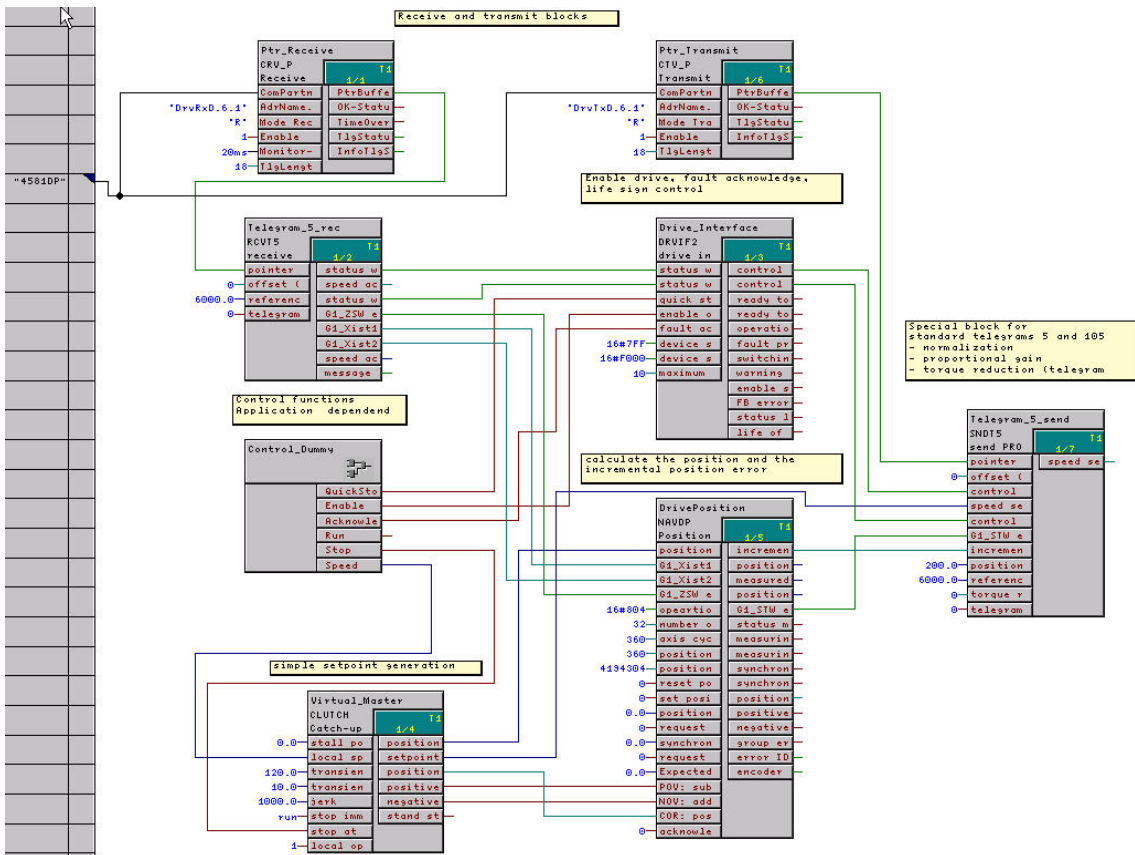 Receive and transmit blocks
Ptr_Receive
CRV_P
Receive
T1
1/1
ComPartn PtrBuffe
"DrvRxD.6.1" AdrName. OK-Statu
"R" Mode Rec TimeOver
1 Enable TlgStatu
20ms Monitor- InfoTlgS
18 TlgLengt
Ptr_Transmit
CTV_P
Transmit
T1
1/6
ComPartn PtrBuffe
"DrvTxD.6.1" AdrName. OK-Statu
"R" Mode Tra TlgStatu
1 Enable InfoTlgS
18 TlgLengt
"4581DP"
Enable drive, fault acknowledge,
life sign control
Telegram_5_rec
RCVT5
receive
T1
1/2
pointer status w
0 offset ( speed ac
6000.0 referenc status w
0 telegram G1_ZSW e
G1_Xist1
G1_Xist2
speed ac
message
Drive_Interface
DRVIF2
drive in
T1
1/3
status w control
status w control
quick st ready to
enable o ready to
fault ac operatio
16#7FF device s fault pr
16#F000 device s switchin
10 maximum warning
enable s
FB error
status l
life of
Special block for
standard telegrams 5 and 105
- normalization
- proportional gain
- torque reduction (telegram
Control functions
Application dependend
Control_Dummy
QuickSto
Enable
Acknowle
Run
Stop
Speed
calculate the position and the
incremental position error
Telegram_5_send
SNDT5
send PRO
T1
1/7
pointer speed se
0 offset (
control
speed se
control
G1_STW e
incremen
200.0 position
6000.0 referenc
0 torque r
0 telegram
DrivePosition
NAVDP
Position
T1
1/5
position incremen
G1_Xist1 position
G1_Xist2 measured
G1_ZSW e position
16#804 opeartio G1_STW e
32 number o status m
360 axis cyc measurin
360 position measurin
4194304 position synchron
0 reset po synchron
0 set posi position
0.0 position positive
0 request negative
0.0 synchron group er
0 request error ID
0.0 Expected encoder
POV: sub
NOV: add
COR: pos
0 acknowle
simple setpoint generation
Virtual_Master
CLUTCH
Catch-up
T1
1/4
0.0 stall po position
local sp setpoint
120.0 transien position
10.0 transien positive
1000.0 jerk negative
run stop imm stand st
stop at
1 local op